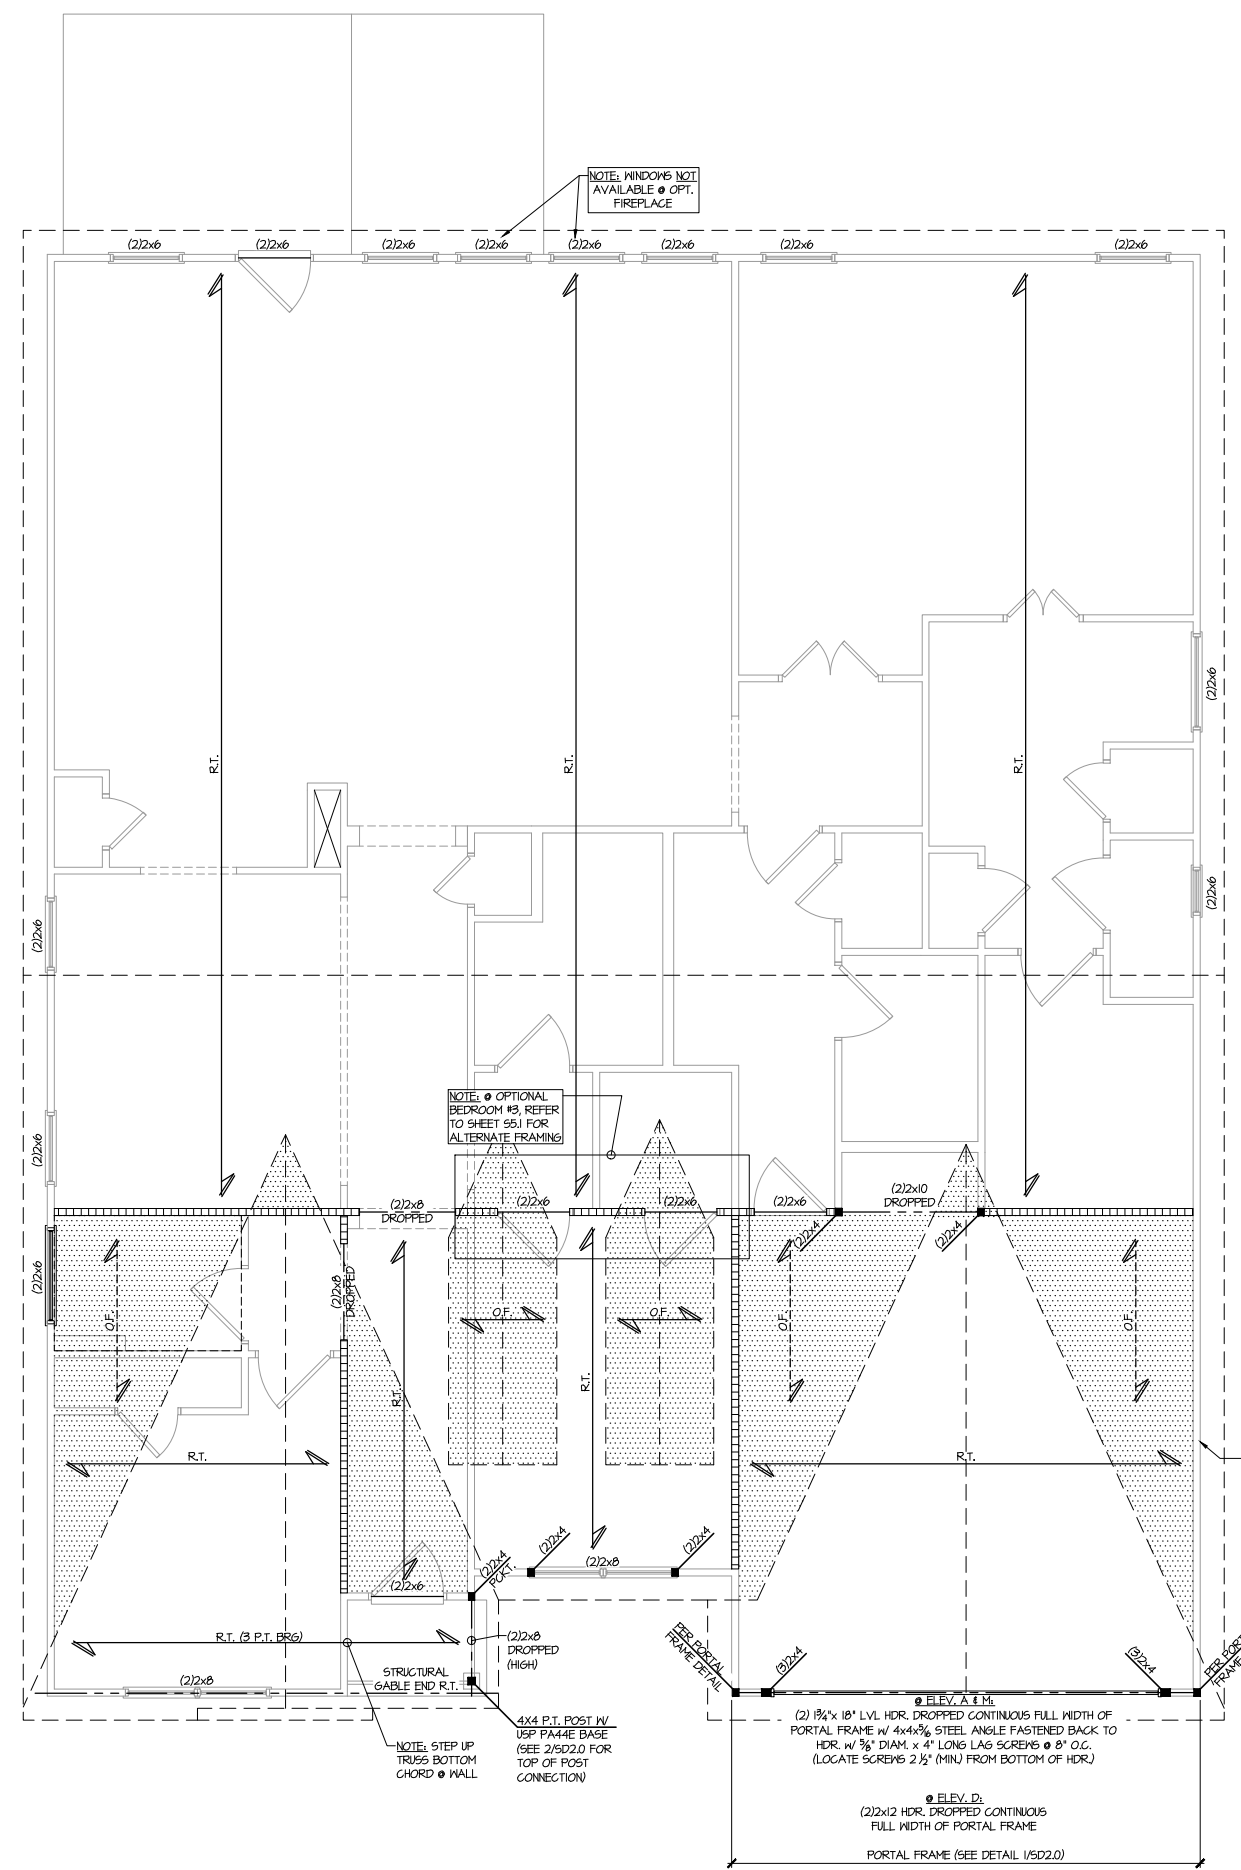 NOTE: WINDOWS NOT
AVAILABLE @ OPT.
FIREPLACE
(2)2x6
(2)2x6
(2)2x6
(2)2x6
(2)2x6
(2)2x6
(2)2x6
(2)2x6
R.T.
R.T.
R.T.
(2)2x6
(2)2x6
(2)2x6
(2)2x6
(2)2x6
NOTE: @ OPTIONAL
BEDROOM #3, REFER
TO SHEET S5.1 FOR
ALTERNATE FRAMING
(2)2x8
DROPPED
(2)2x6
(2)2x6
(2)2x6
(2)2x10
DROPPED
(2)2x4
(2)2x4
(2)2x8
DROPPED
O.F.
O.F.
O.F.
O.F.
O.F.
R.T.
R.T.
R.T.
R.T.
(2)2x4
(2)2x8
(2)2x4
(2)2x4
PCKT.
(2)2x6
R.T. (3 P.T. BRG)
(2)2x8
DROPPED
(HIGH)
STRUCTURAL
GABLE END R.T.
(2)2x8
PER PORTAL
FRAME DETAIL
(3)2x4
(3)2x4
PER PORT
FRAME
NOTE: STEP UP
TRUSS BOTTOM
CHORD @ WALL
4X4 P.T. POST W/
USP PA44E BASE
(SEE 2/SD2.0 FOR
TOP OF POST
CONNECTION)
@ ELEV. A & M:
(2) 1¾"x 18" LVL HDR. DROPPED CONTINUOUS FULL WIDTH OF
PORTAL FRAME W/ 4x4x5/16 STEEL ANGLE FASTENED BACK TO
HDR. W/ 5/8" DIAM. x 4" LONG LAG SCREWS @ 8" O.C.
(LOCATE SCREWS 2 ½" (MIN.) FROM BOTTOM OF HDR.)
@ ELEV. D:
(2)2x12 HDR. DROPPED CONTINUOUS
FULL WIDTH OF PORTAL FRAME
PORTAL FRAME (SEE DETAIL 1/SD2.0)